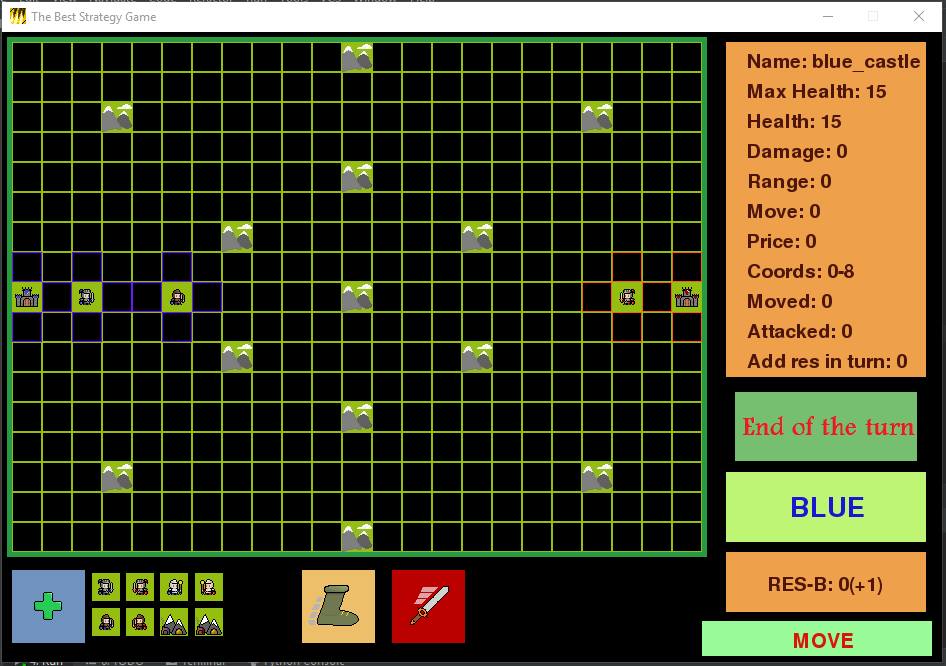 The Best Strategy Game
Name: blue_castle
Max Health: 15
Health: 15
Damage: 0
Range: 0
Move: 0
Price: 0
Coords: 0-8
Moved: 0
Attacked: 0
Add res in turn: 0
End of the turn
BLUE
RES-B: 0(+1)
MOVE